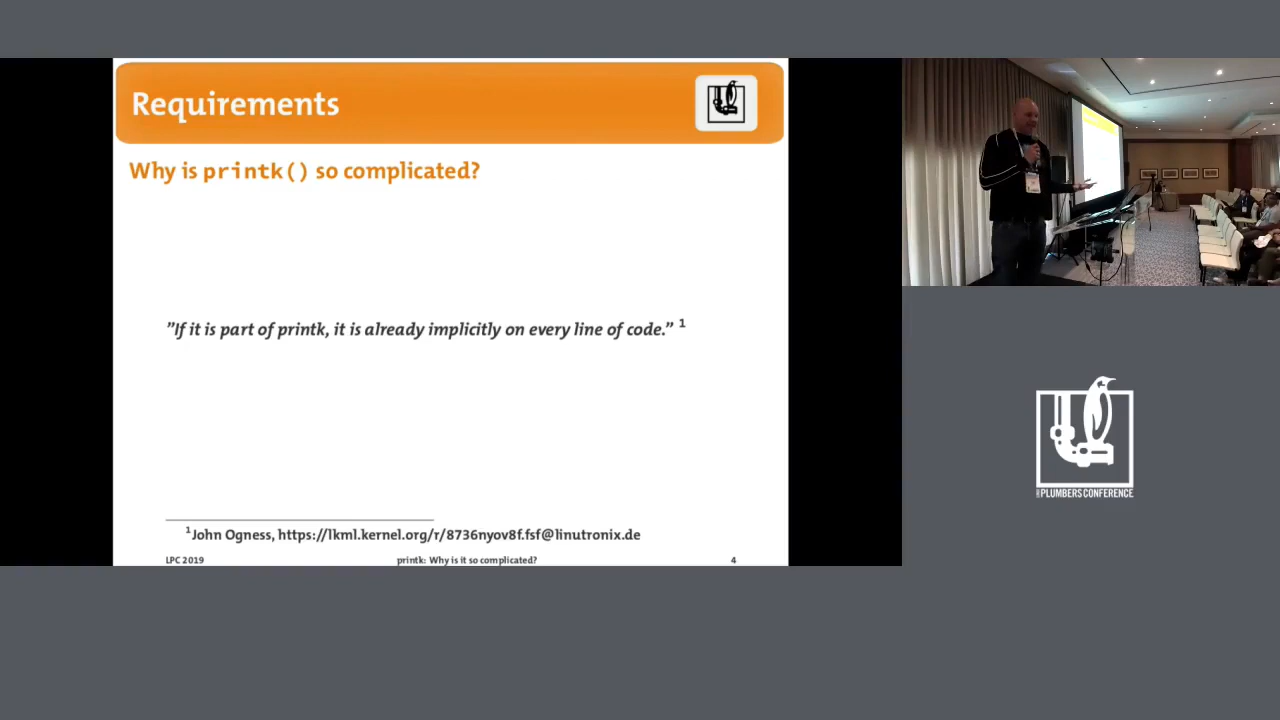 Requirements
Why is printk() so complicated?
”If it is part of printk, it is already implicitly on every line of code.” 1
1 John Ogness, https://lkml.kernel.org/r/8736nyov8f.fsf@linutronix.de
LPC 2019
printk: Why is it so complicated?
4
PLUMBERS CONFERENCE